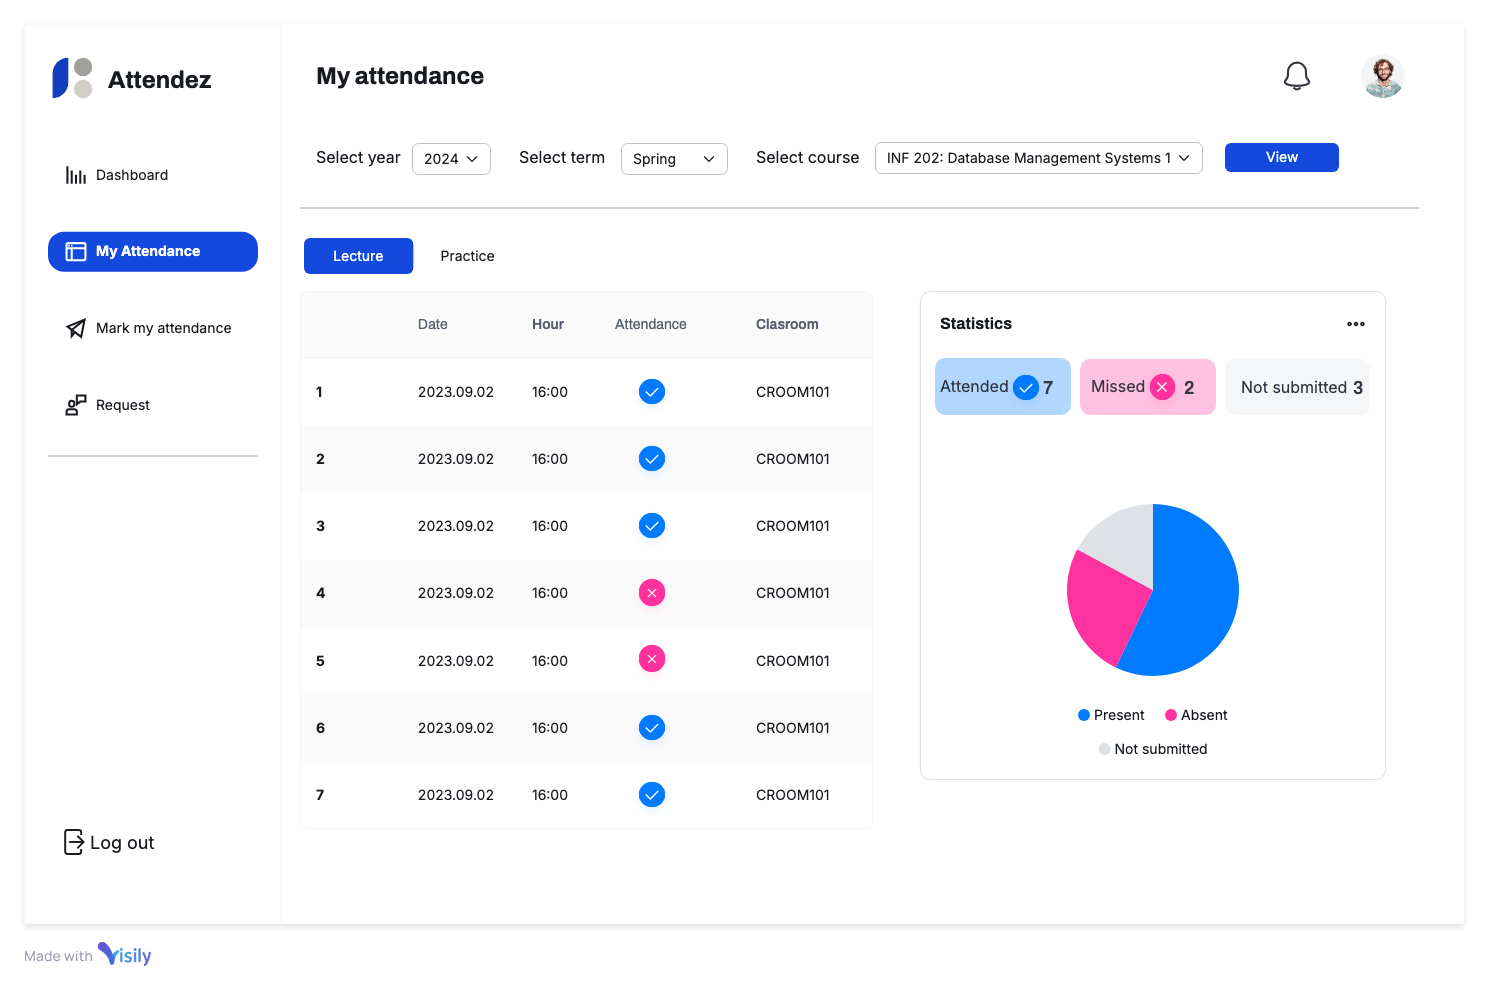 Attendez
My attendance
Dashboard
My Attendance
Mark my attendance
Request
Log out
Select year 2024 Select term Spring Select course INF 202: Database Management Systems 1 View
Lecture Practice
Date Hour Attendance Clasroom
1 2023.09.02 16:00 CROOM101
2 2023.09.02 16:00 CROOM101
3 2023.09.02 16:00 CROOM101
4 2023.09.02 16:00 CROOM101
5 2023.09.02 16:00 CROOM101
6 2023.09.02 16:00 CROOM101
7 2023.09.02 16:00 CROOM101
Statistics
Attended 7 Missed 2 Not submitted 3
Present Absent
Not submitted
Made with Visily